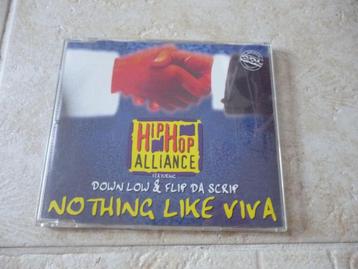 HIP HOP
ALLIANCE
FEATURING
DOWN LOW & FLIP DA SCRIP
NOTHING LIKE VIVA